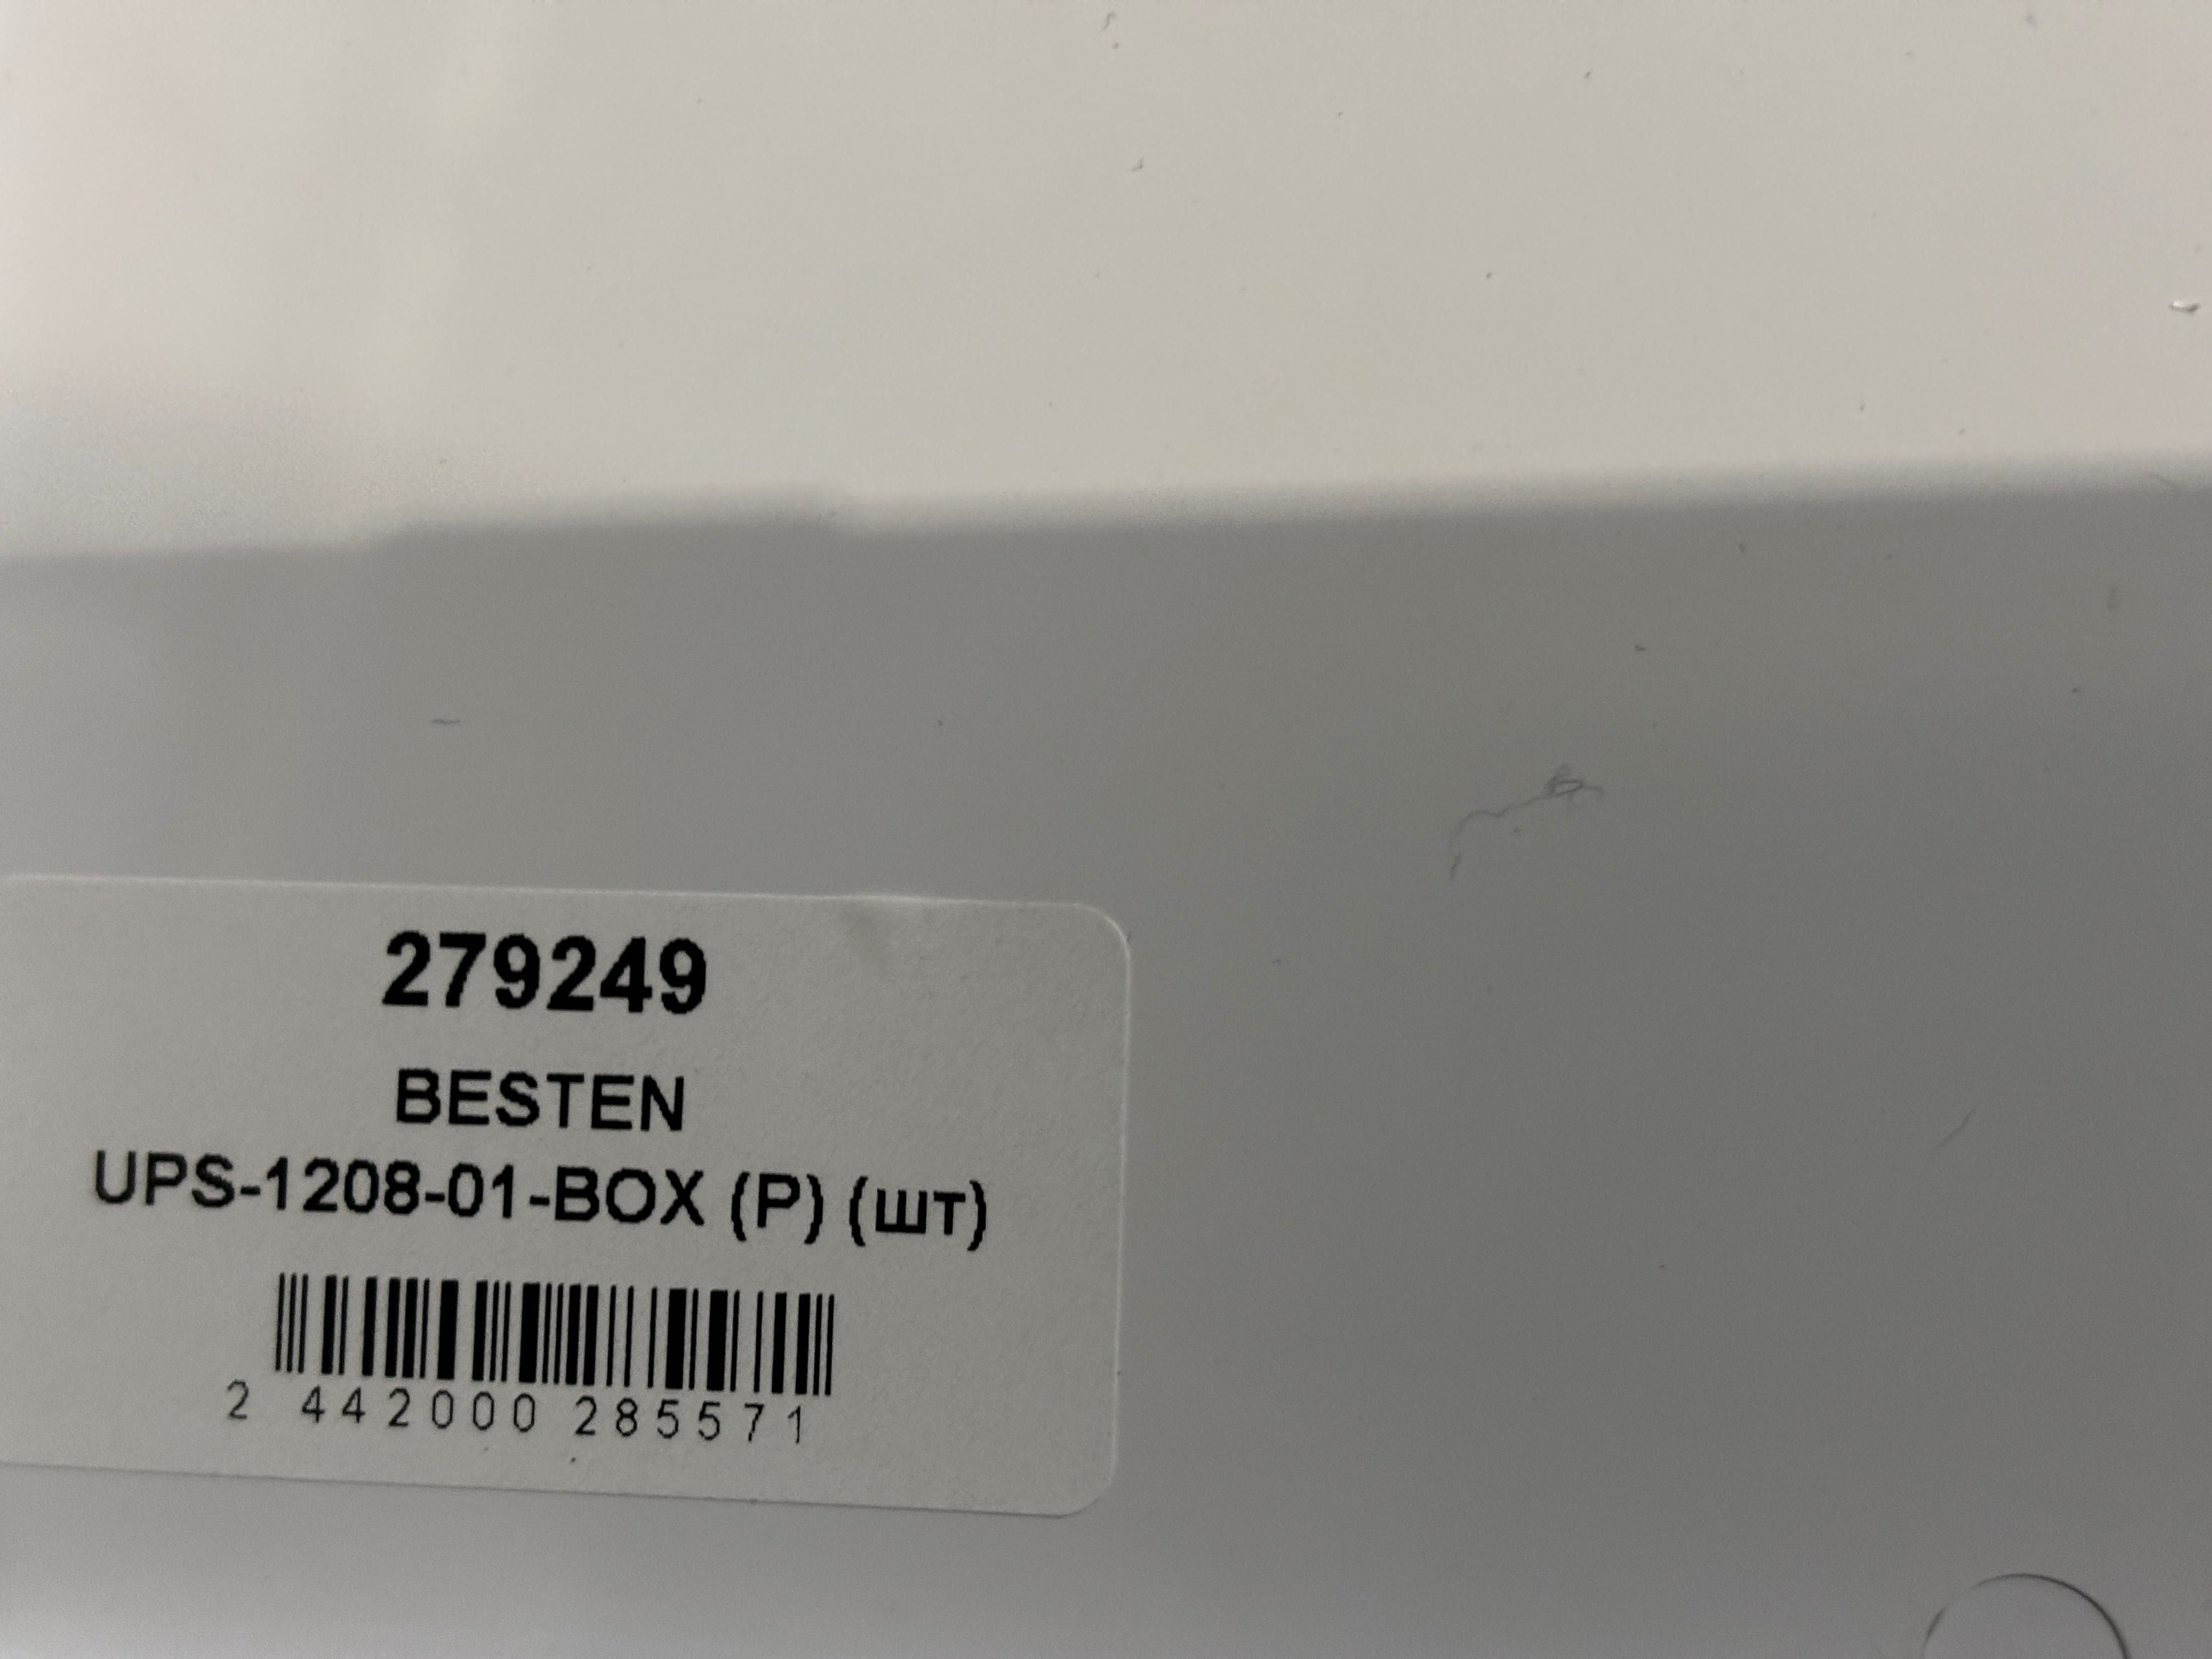 279249
BESTEN
UPS-1208-01-BOX (P) (шт)
2 442000 285571